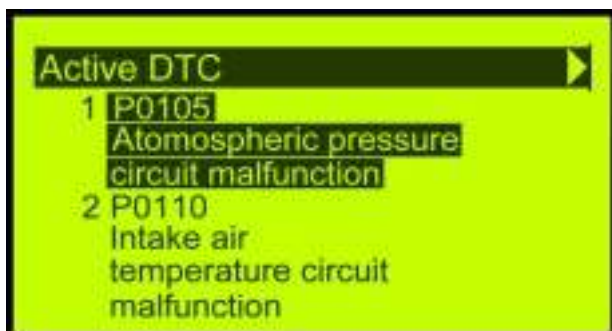 Active DTC
1 P0105
Atomospheric pressure
circuit malfunction
2 P0110
Intake air
temperature circuit
malfunction